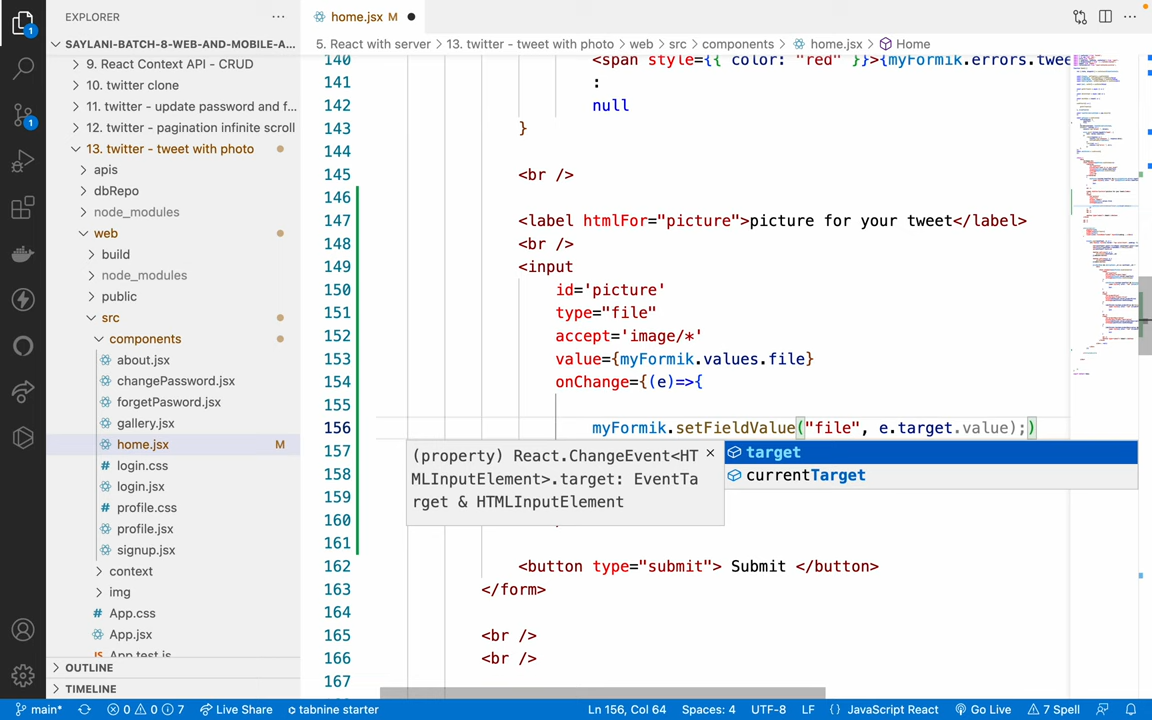 EXPLORER
SAYLANI-BATCH-8-WEB-AND-MOBILE-A...
9. React Context API - CRUD
10. twitter clone
11. twitter - update password and f...
12. twitter - pagination infinite scroll
13. twitter - tweet with photo
apis
dbRepo
node_modules
web
build
node_modules
public
src
components
about.jsx
changePassword.jsx
forgetPasword.jsx
gallery.jsx
home.jsx M
login.css
login.jsx
profile.css
profile.jsx
signup.jsx
context
img
App.css
App.jsx
App.test.js
OUTLINE
TIMELINE
home.jsx M
5. React with server > 13. twitter - tweet with photo > web > src > components > home.jsx > Home
140 <span style={{ color: "red" }}>{myFormik.errors.twee
141 :
142 null
143 }
144
145 <br />
146
147 <label htmlFor="picture">picture for your tweet</label>
148 <br />
149 <input
150 id='picture'
151 type="file"
152 accept='image/*'
153 value={myFormik.values.file}
154 onChange={(e)=>{
155
156 myFormik.setFieldValue("file", e.target.value);)
157
158
159
160
161
162 <button type="submit"> Submit </button>
163 </form>
164
165 <br />
166 <br />
167
(property) React.ChangeEvent<HT
MLInputElement>.target: EventTa
rget & HTMLInputElement
target
currentTarget
1
1
main* 0 0 7 Live Share tabnine starter Ln 156, Col 64 Spaces: 4 UTF-8 LF {} JavaScript React Go Live 7 Spell